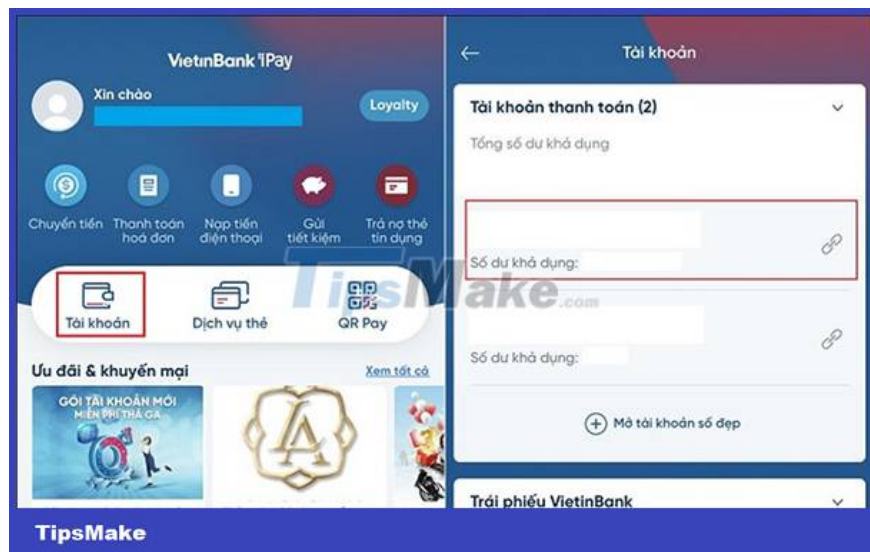 VietinBank iPay
Xin chào
Loyalty
Chuyển tiền
Thanh toán
hoá đơn
Nạp tiền
điện thoại
Gửi
tiết kiệm
Trả nợ thẻ
tín dụng
Tài khoản
Dịch vụ thẻ
QR Pay
Ưu đãi & khuyến mại
Xem tất cả
GÓI TÀI KHOẢN MỚI
MIỄN PHÍ THẢ GA
A
Tài khoản
Tài khoản thanh toán (2)
Tổng số dư khả dụng
Số dư khả dụng:
Số dư khả dụng:
Mở tài khoản số đẹp
Trái phiếu VietinBank
TipsMake.com
TipsMake